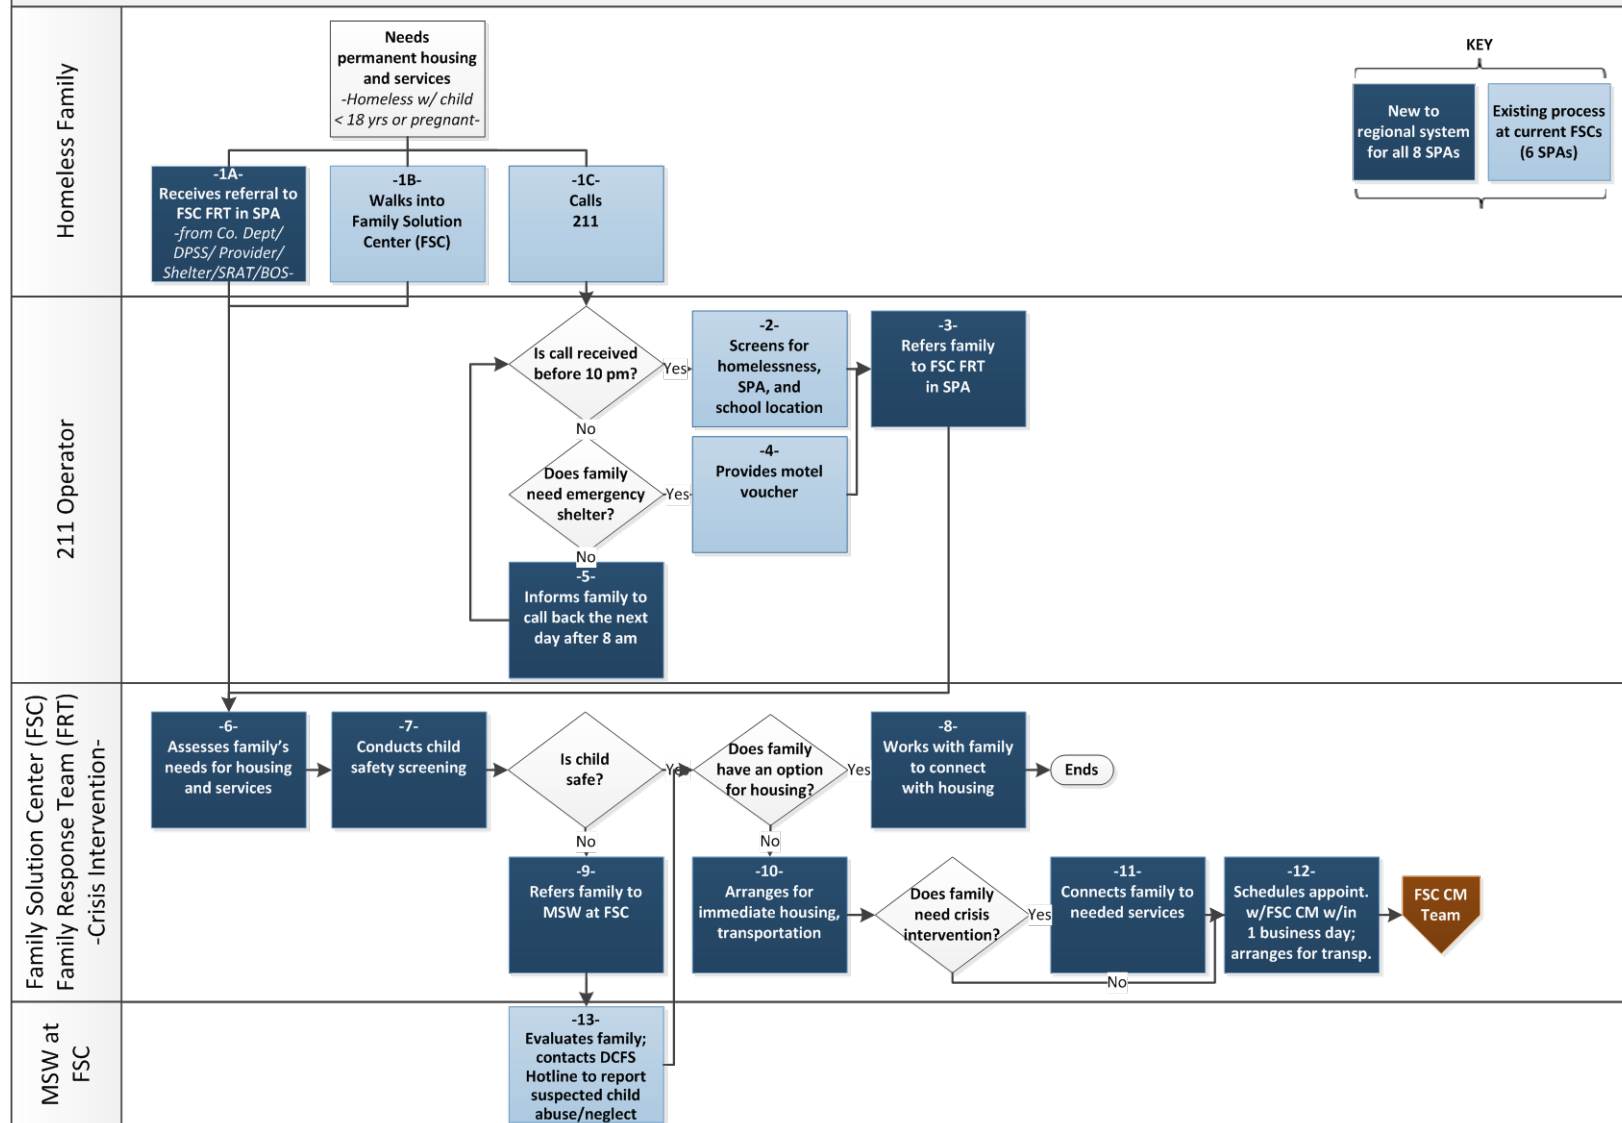 Homeless Family
Needs
permanent housing
and services
-Homeless w/ child
< 18 yrs or pregnant-
KEY
New to
regional system
for all 8 SPAs
Existing process
at current FSCs
(6 SPAs)
-1A-
Receives referral to
FSC FRT in SPA
-from Co. Dept/
DPSS/ Provider/
Shelter/SRAT/BOS-
-1B-
Walks into
Family Solution
Center (FSC)
-1C-
Calls
211
211 Operator
Is call received
before 10 pm?
Yes
No
-2-
Screens for
homelessness,
SPA, and
school location
-3-
Refers family
to FSC FRT
in SPA
Does family
need emergency
shelter?
Yes
No
-4-
Provides motel
voucher
-5-
Informs family to
call back the next
day after 8 am
Family Solution Center (FSC)
Family Response Team (FRT)
-Crisis Intervention-
-6-
Assesses family's
needs for housing
and services
-7-
Conducts child
safety screening
Is child
safe?
Yes
No
Does family
have an option
for housing?
Yes
No
-8-
Works with family
to connect
with housing
Ends
-9-
Refers family to
MSW at FSC
-10-
Arranges for
immediate housing,
transportation
Does family
need crisis
intervention?
Yes
No
-11-
Connects family to
needed services
-12-
Schedules appoint.
w/FSC CM w/in
1 business day;
arranges for transp.
FSC CM
Team
MSW at
FSC
-13-
Evaluates family;
contacts DCFS
Hotline to report
suspected child
abuse/neglect